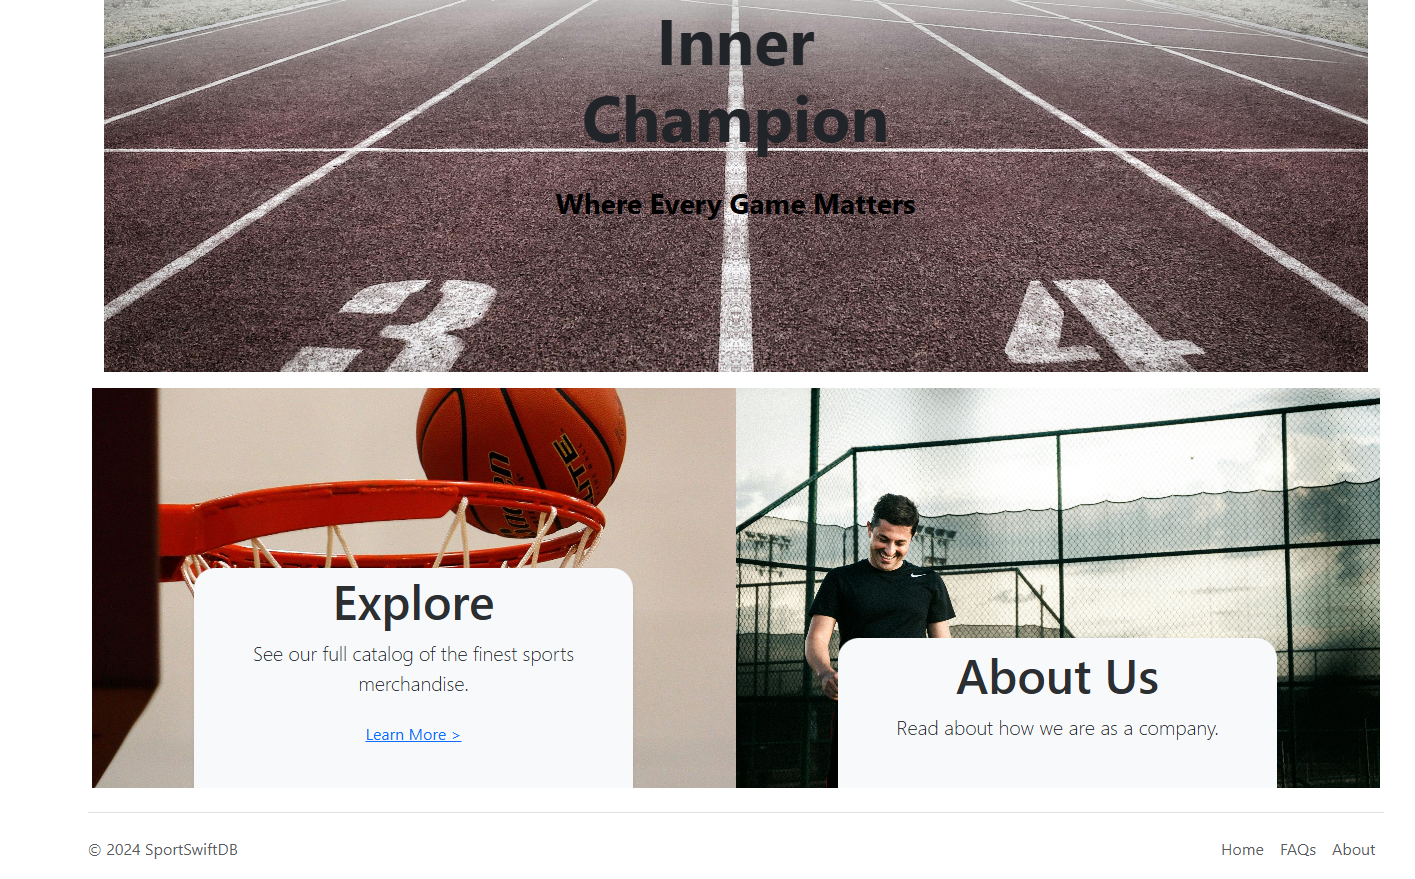 Inner
Champion
Where Every Game Matters
3
4
Explore
See our full catalog of the finest sports
merchandise.
Learn More >
About Us
Read about how we are as a company.
© 2024 SportSwiftDB
Home FAQs About